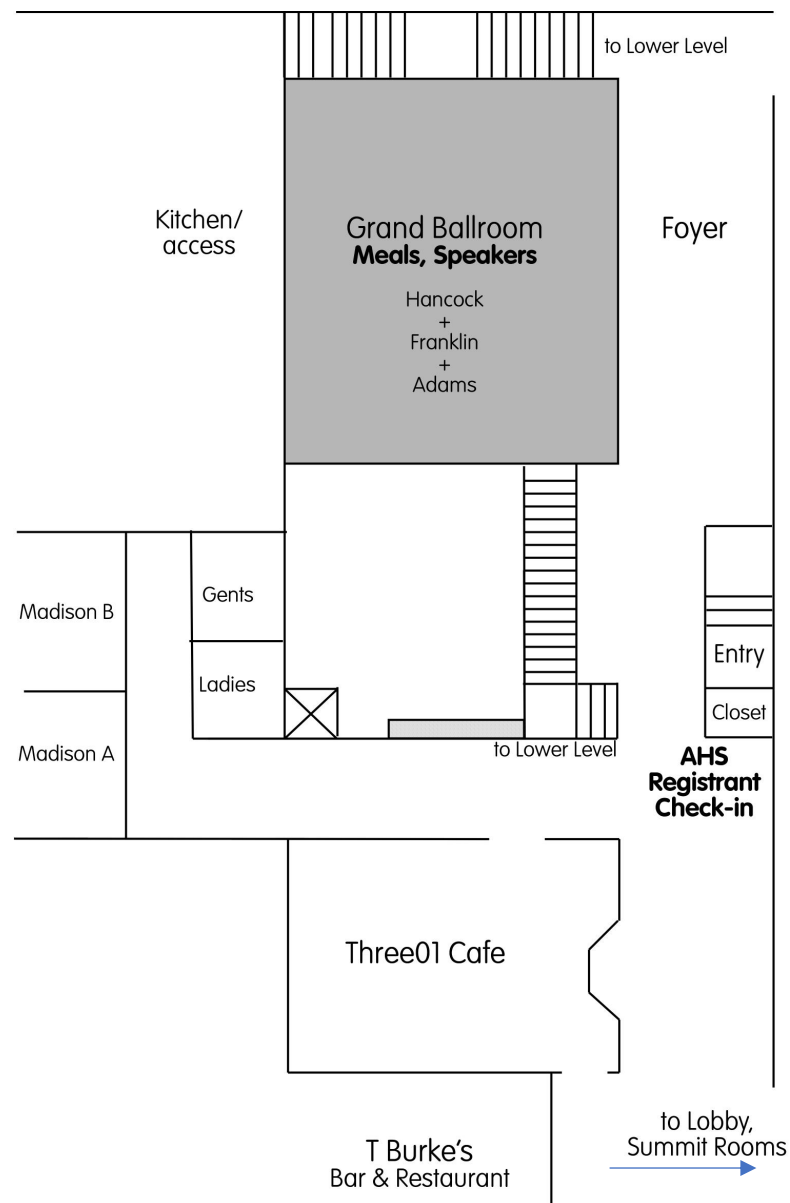 to Lower Level
Kitchen/
access
Grand Ballroom
Meals, Speakers
Hancock
+
Franklin
+
Adams
Foyer
Madison B
Gents
Ladies
Entry
Closet
Madison A
to Lower Level
AHS
Registrant
Check-in
Three01 Cafe
T Burke's
Bar & Restaurant
to Lobby,
Summit Rooms